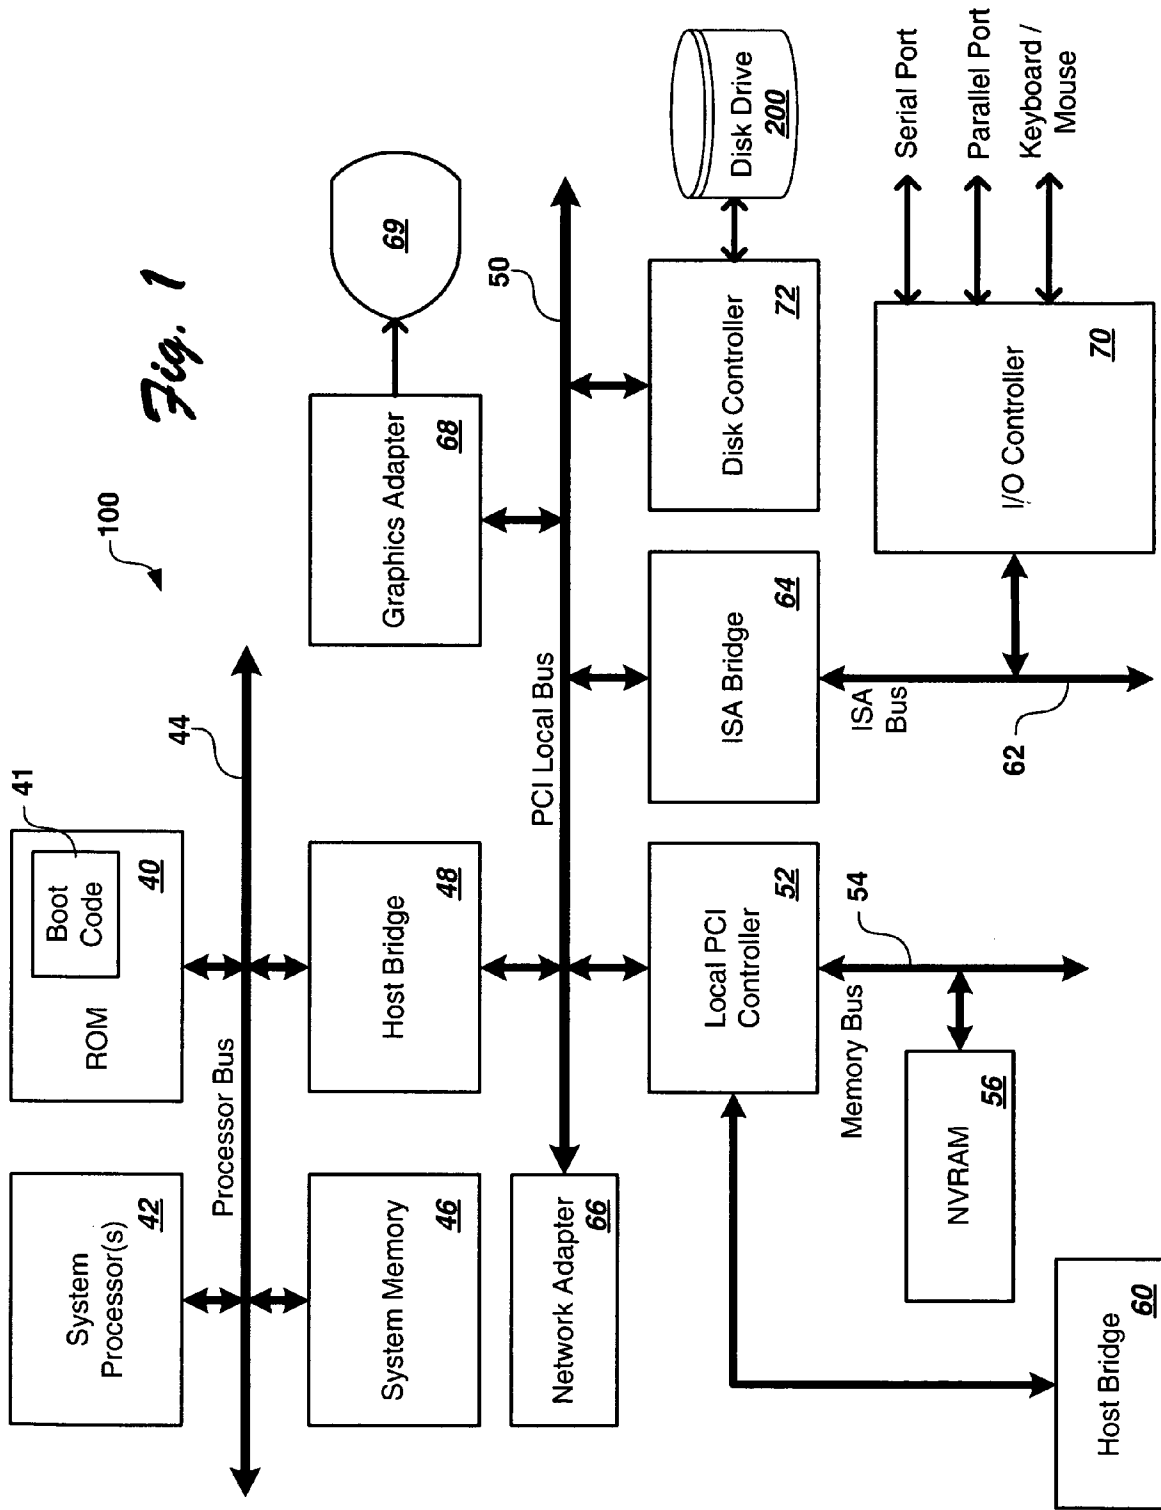 Fig. 1
100
System
Processor(s)
42
ROM
40
Boot
Code
41
Processor Bus
44
System Memory
46
Host Bridge
48
Graphics Adapter
68
69
Network Adapter
66
PCI Local Bus
50
Local PCI
Controller
52
ISA Bridge
64
Disk Controller
72
Disk Drive
200
Memory Bus
54
ISA
Bus
62
NVRAM
56
I/O Controller
70
Serial Port
Parallel Port
Keyboard /
Mouse
Host Bridge
60